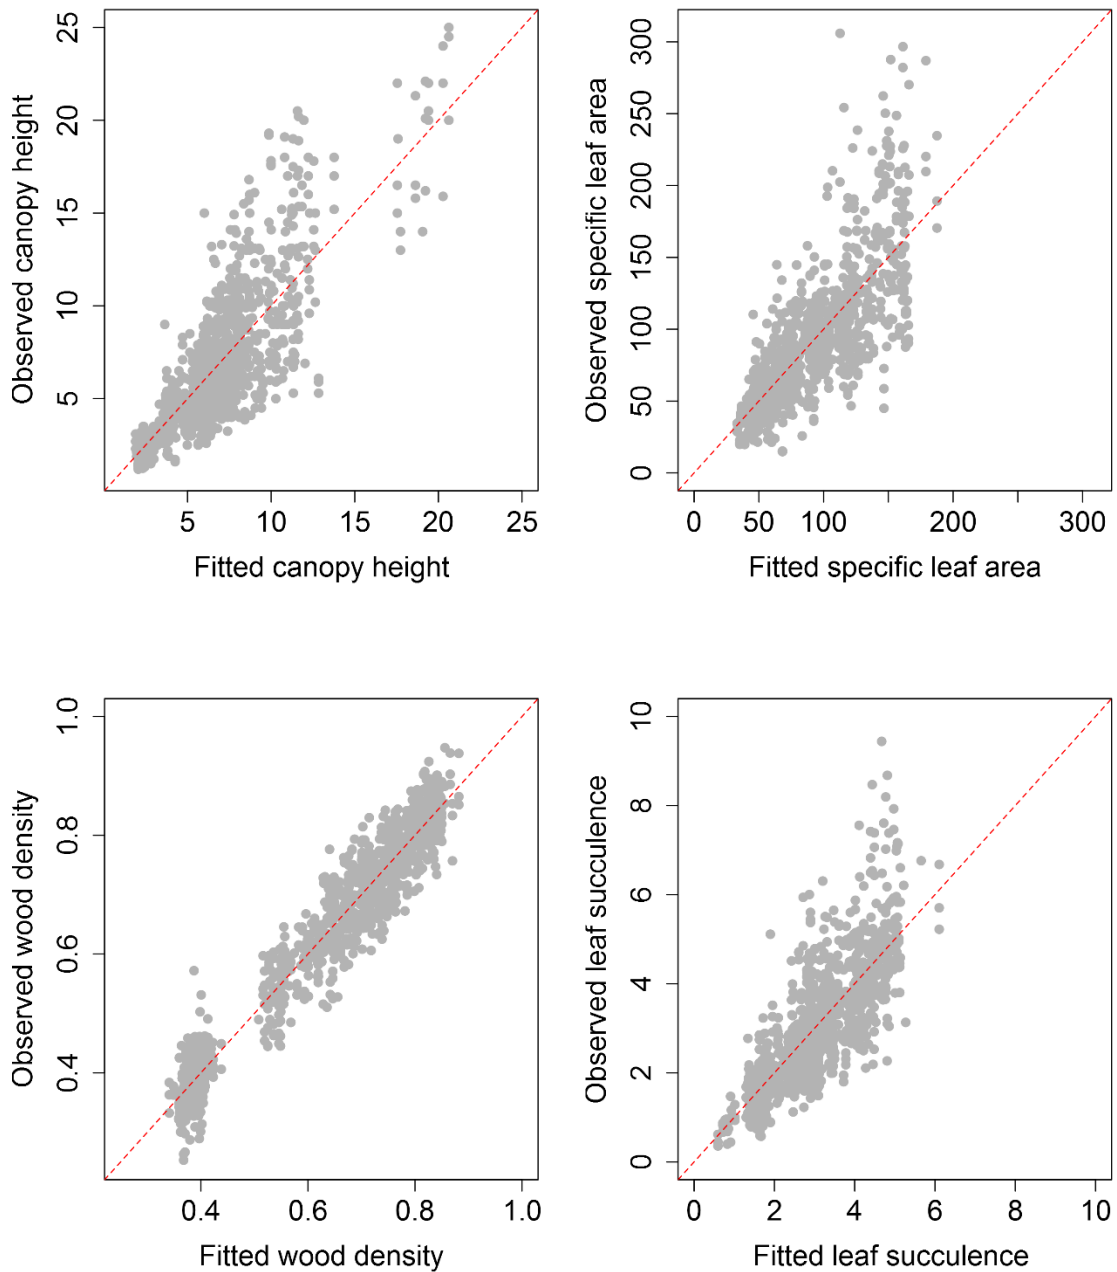 Observed canopy height
25
20
15
10
5
5 10 15 20 25
Fitted canopy height
Observed specific leaf area
300
250
200
150
100
50
0
0 50 100 200 300
Fitted specific leaf area
Observed wood density
1.0
0.8
0.6
0.4
0.4 0.6 0.8 1.0
Fitted wood density
Observed leaf succulence
10
8
6
4
2
0
0 2 4 6 8 10
Fitted leaf succulence